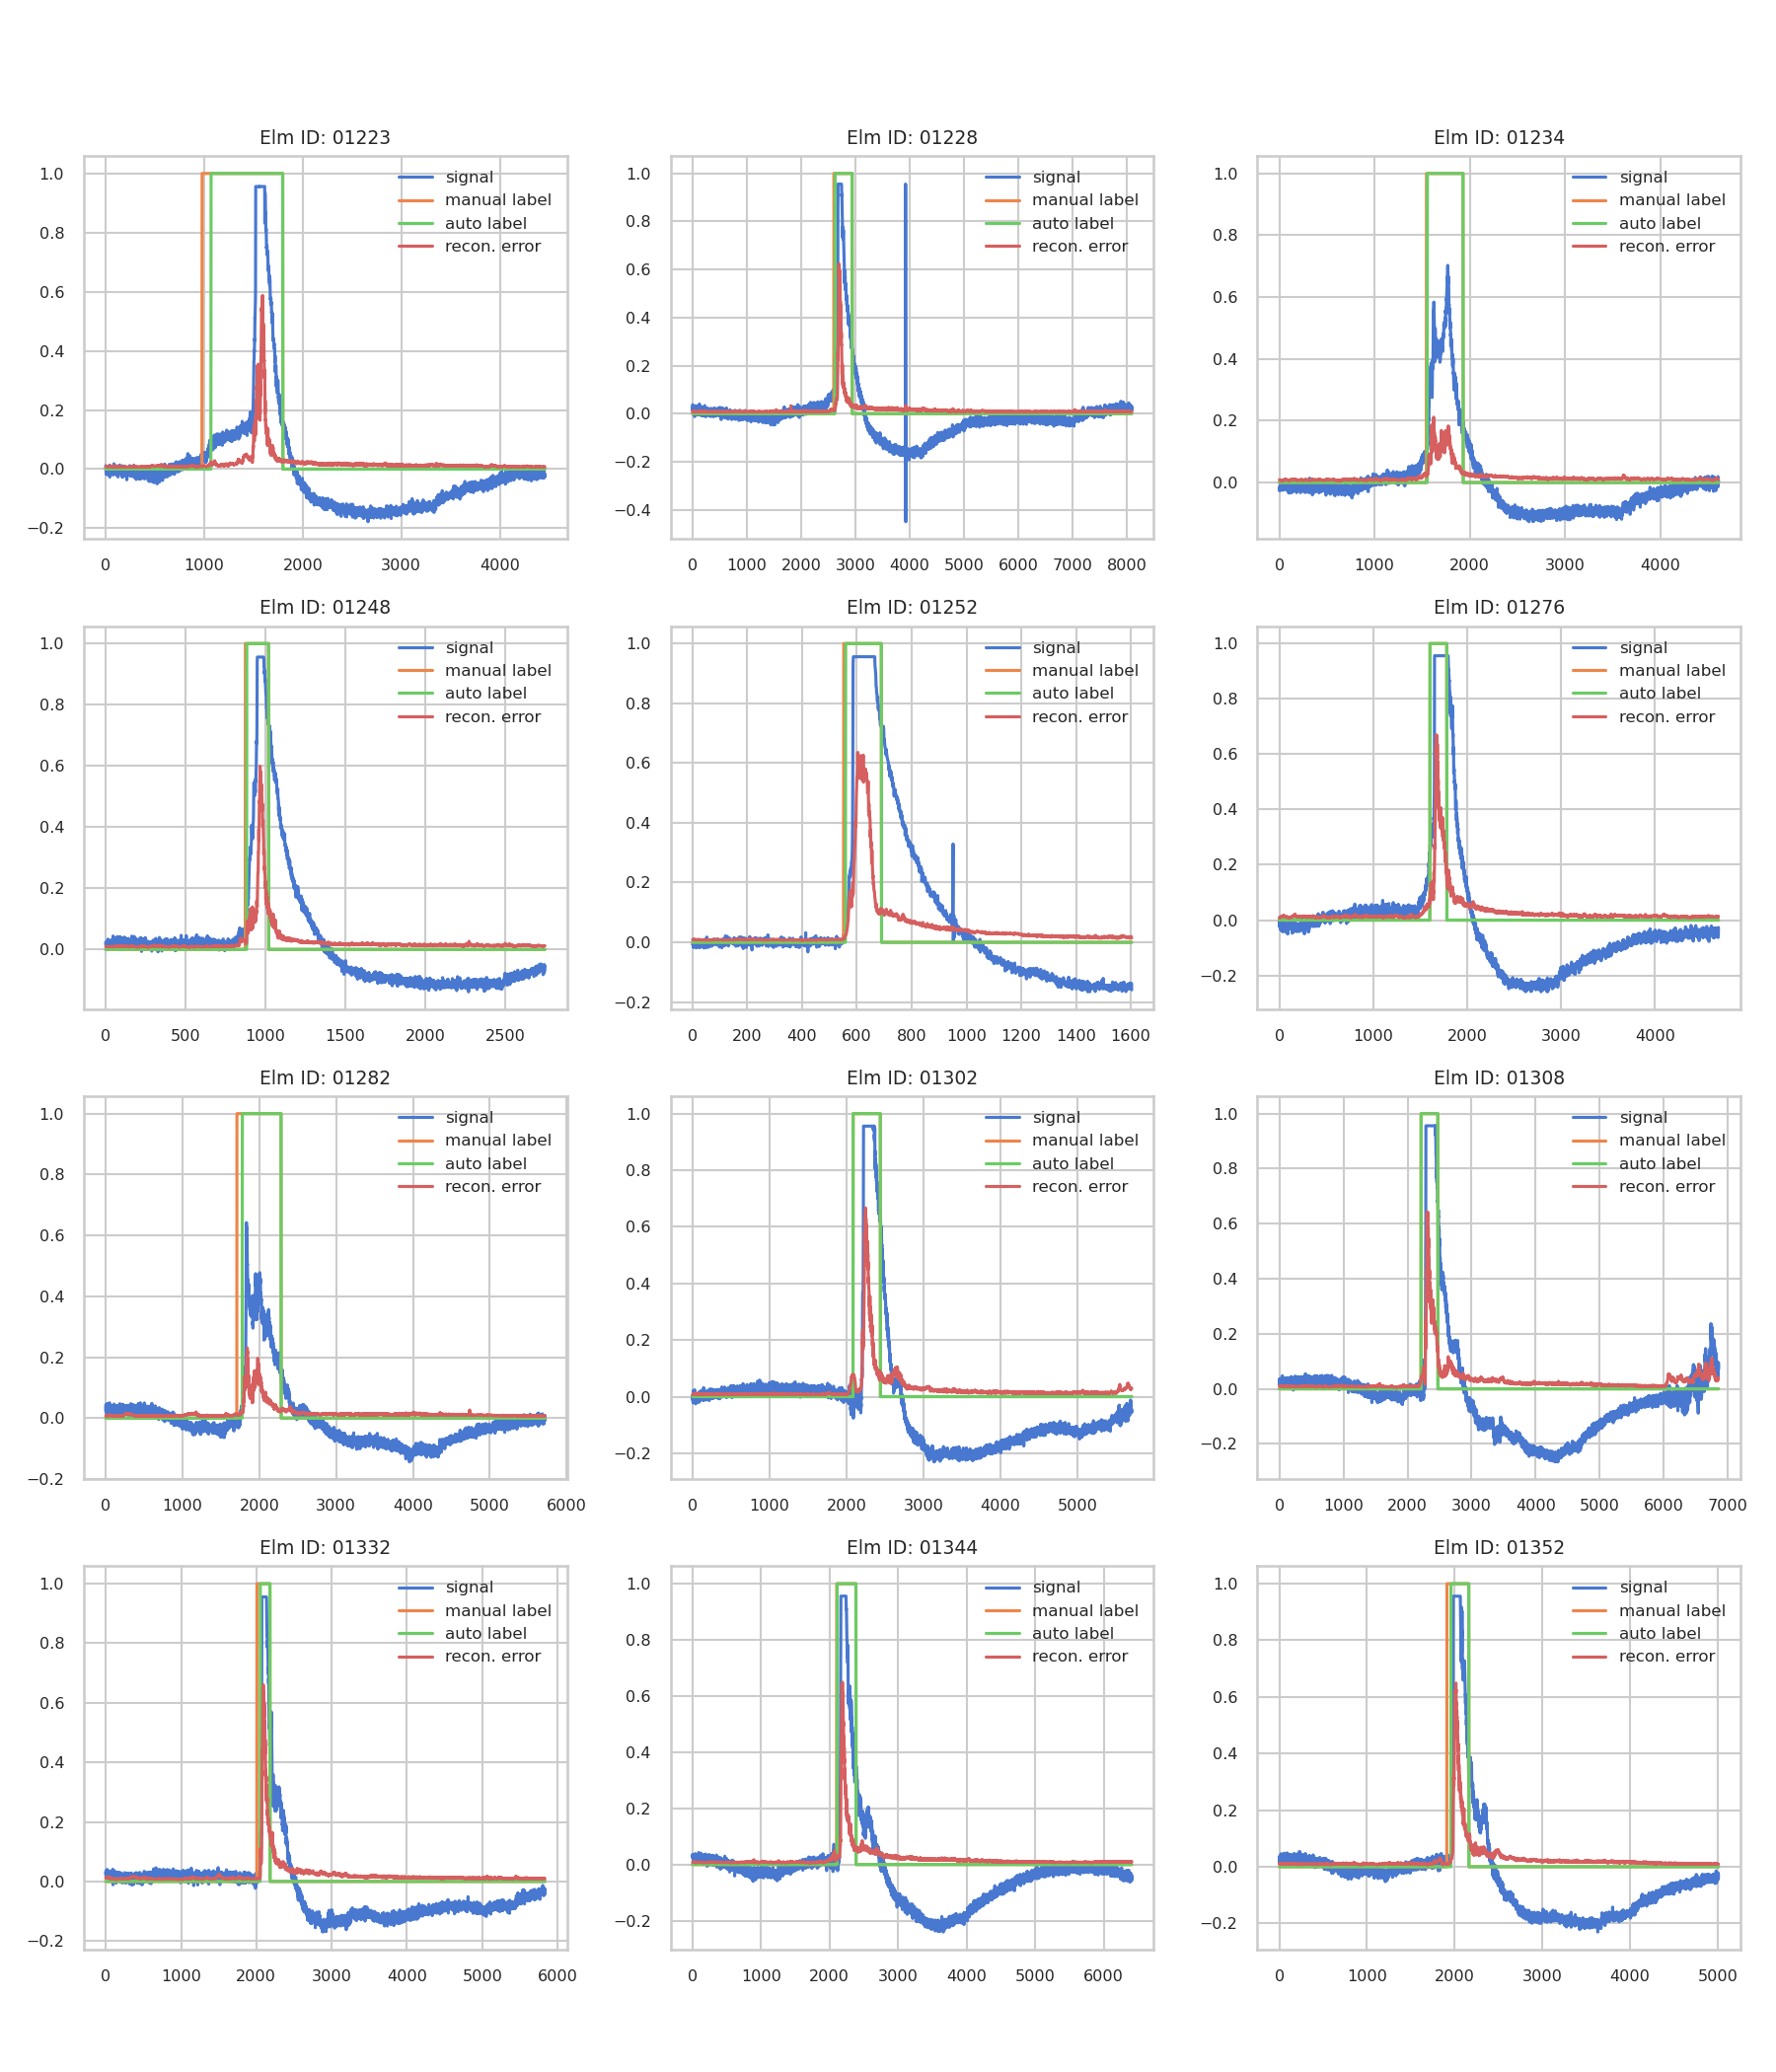 Elm ID: 01223
1.0
0.8
0.6
0.4
0.2
0.0
−0.2
0 1000 2000 3000 4000
signal
manual label
auto label
recon. error
Elm ID: 01228
1.0
0.8
0.6
0.4
0.2
0.0
−0.2
−0.4
0 1000 2000 3000 4000 5000 6000 7000 8000
signal
manual label
auto label
recon. error
Elm ID: 01234
1.0
0.8
0.6
0.4
0.2
0.0
0 1000 2000 3000 4000
signal
manual label
auto label
recon. error
Elm ID: 01248
1.0
0.8
0.6
0.4
0.2
0.0
0 500 1000 1500 2000 2500
signal
manual label
auto label
recon. error
Elm ID: 01252
1.0
0.8
0.6
0.4
0.2
0.0
−0.2
0 200 400 600 800 1000 1200 1400 1600
signal
manual label
auto label
recon. error
Elm ID: 01276
1.0
0.8
0.6
0.4
0.2
0.0
−0.2
0 1000 2000 3000 4000
signal
manual label
auto label
recon. error
Elm ID: 01282
1.0
0.8
0.6
0.4
0.2
0.0
−0.2
0 1000 2000 3000 4000 5000 6000
signal
manual label
auto label
recon. error
Elm ID: 01302
1.0
0.8
0.6
0.4
0.2
0.0
−0.2
0 1000 2000 3000 4000 5000
signal
manual label
auto label
recon. error
Elm ID: 01308
1.0
0.8
0.6
0.4
0.2
0.0
−0.2
0 1000 2000 3000 4000 5000 6000 7000
signal
manual label
auto label
recon. error
Elm ID: 01332
1.0
0.8
0.6
0.4
0.2
0.0
−0.2
0 1000 2000 3000 4000 5000 6000
signal
manual label
auto label
recon. error
Elm ID: 01344
1.0
0.8
0.6
0.4
0.2
0.0
−0.2
0 1000 2000 3000 4000 5000 6000
signal
manual label
auto label
recon. error
Elm ID: 01352
1.0
0.8
0.6
0.4
0.2
0.0
−0.2
0 1000 2000 3000 4000 5000
signal
manual label
auto label
recon. error